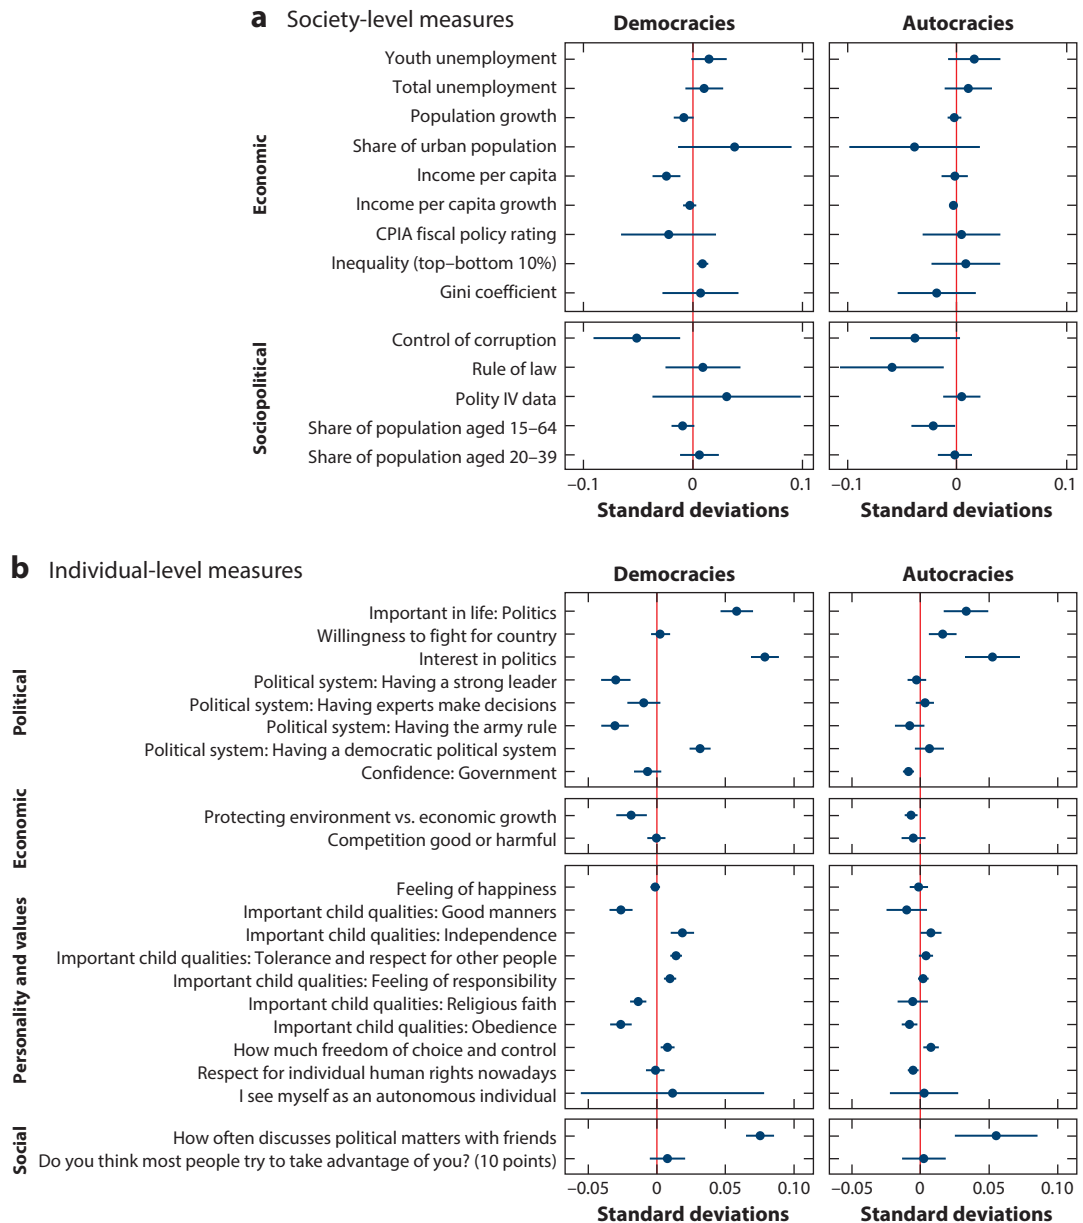 a Society-level measures
Democracies
Autocracies
Economic
Youth unemployment
Total unemployment
Population growth
Share of urban population
Income per capita
Income per capita growth
CPIA fiscal policy rating
Inequality (top–bottom 10%)
Gini coefficient
Sociopolitical
Control of corruption
Rule of law
Polity IV data
Share of population aged 15–64
Share of population aged 20–39
−0.1 0 0.1
−0.1 0 0.1
Standard deviations
Standard deviations
b Individual-level measures
Democracies
Autocracies
Political
Important in life: Politics
Willingness to fight for country
Interest in politics
Political system: Having a strong leader
Political system: Having experts make decisions
Political system: Having the army rule
Political system: Having a democratic political system
Confidence: Government
Economic
Protecting environment vs. economic growth
Competition good or harmful
Personality and values
Feeling of happiness
Important child qualities: Good manners
Important child qualities: Independence
Important child qualities: Tolerance and respect for other people
Important child qualities: Feeling of responsibility
Important child qualities: Religious faith
Important child qualities: Obedience
How much freedom of choice and control
Respect for individual human rights nowadays
I see myself as an autonomous individual
Social
How often discusses political matters with friends
Do you think most people try to take advantage of you? (10 points)
−0.05 0 0.05 0.10
−0.05 0 0.05 0.10
Standard deviations
Standard deviations